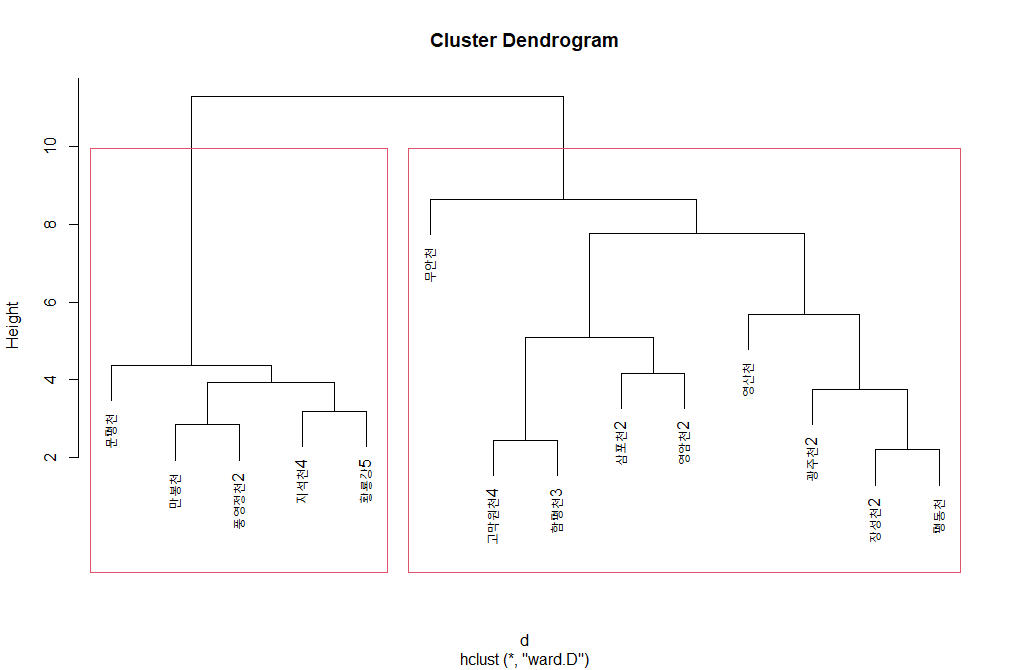 Cluster Dendrogram
Height
10
8
6
4
2
문평천
만봉천
풍영정천2
지석천4
황룡강5
무안천
고막원천4
함평천3
삼포천2
영암천2
영산천
광주천2
장성천2
평동천
d
hclust (*, "ward.D")